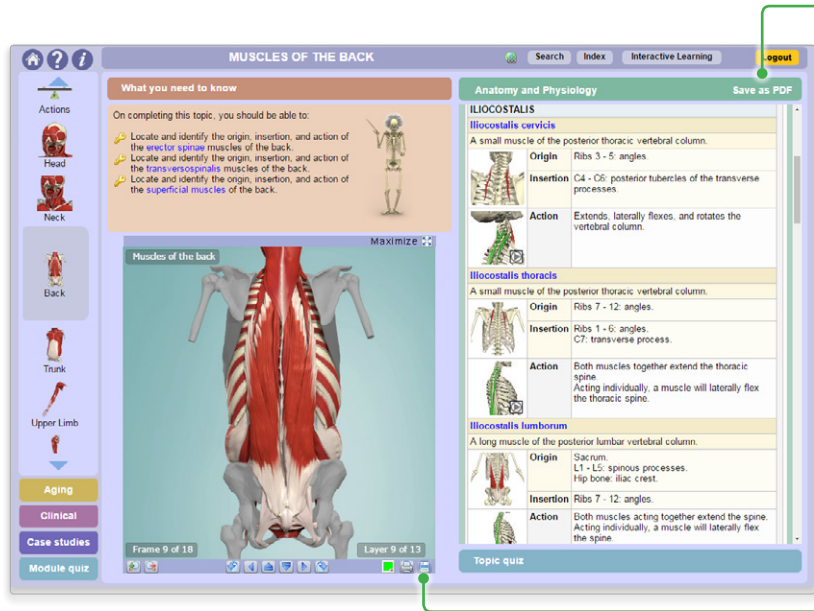 MUSCLES OF THE BACK
Search
Index
Interactive Learning
Logout
Actions
Head
Neck
Back
Trunk
Upper Limb
Aging
Clinical
Case studies
Module quiz
What you need to know
On completing this topic, you should be able to:
Locate and identify the origin, insertion, and action of
the erector spinae muscles of the back.
Locate and identify the origin, insertion, and action of
the transversospinalis muscles of the back.
Locate and identify the origin, insertion, and action of
the superficial muscles of the back.
Maximize
Muscles of the back
Frame 9 of 18
Layer 9 of 13
Anatomy and Physiology
Save as PDF
ILIOCOSTALIS
Iliocostalis cervicis
A small muscle of the posterior thoracic vertebral column.
Origin Ribs 3 - 5: angles.
Insertion C4 - C6: posterior tubercles of the transverse
processes.
Action Extends, laterally flexes, and rotates the
vertebral column.
Iliocostalis thoracis
A small muscle of the posterior thoracic vertebral column.
Origin Ribs 7 - 12: angles.
Insertion Ribs 1 - 6: angles.
C7: transverse process.
Action Both muscles together extend the thoracic
spine.
Acting individually, a muscle will laterally flex
the thoracic spine.
Iliocostalis lumborum
A long muscle of the posterior lumbar vertebral column.
Origin Sacrum.
L1 - L5: spinous processes.
Hip bone: iliac crest.
Insertion Ribs 7 - 12: angles.
Action Both muscles acting together extend the spine.
Acting individually, a muscle will laterally flex
the spine.
Topic quiz